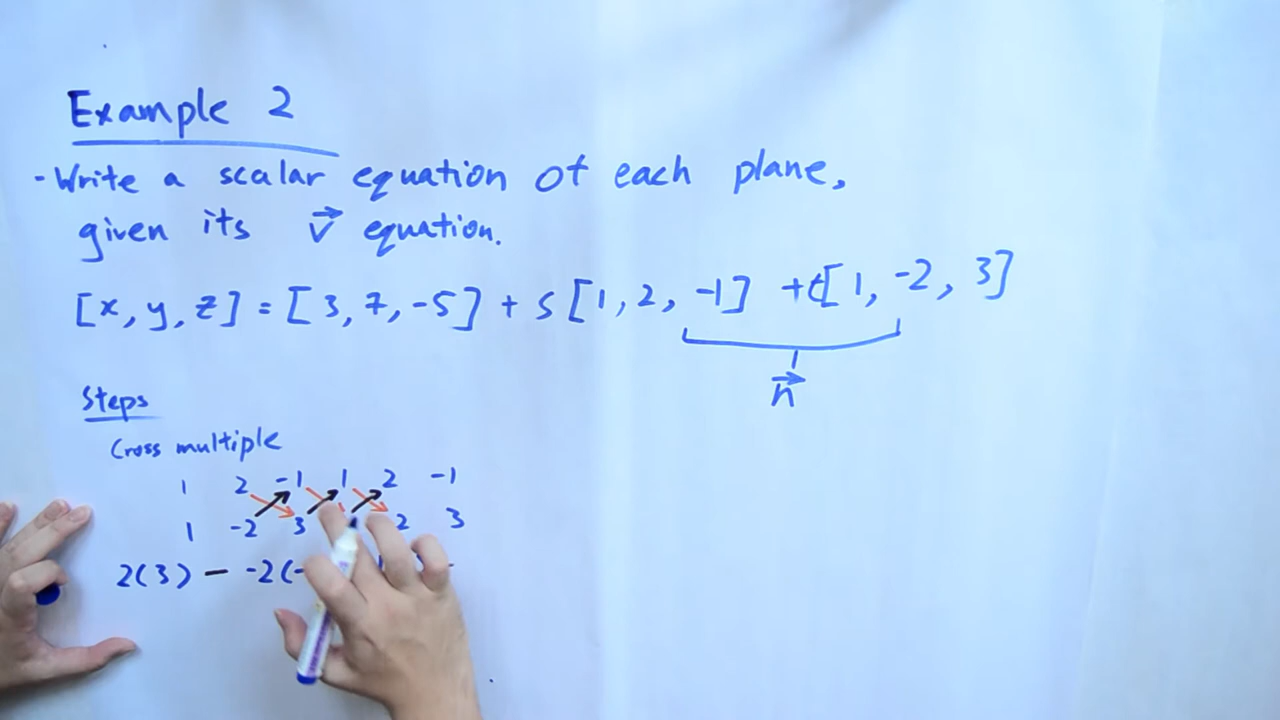 Example 2
- Write a scalar equation of each plane,
given its v⃗ equation.
[x, y, z] = [3, 7, -5] + s[1, 2, -1] + t[1, -2, 3]
n⃗
Steps
Cross multiple
1 2 -1 1 2 -1
1 -2 3 2 3
2(3) - -2(-